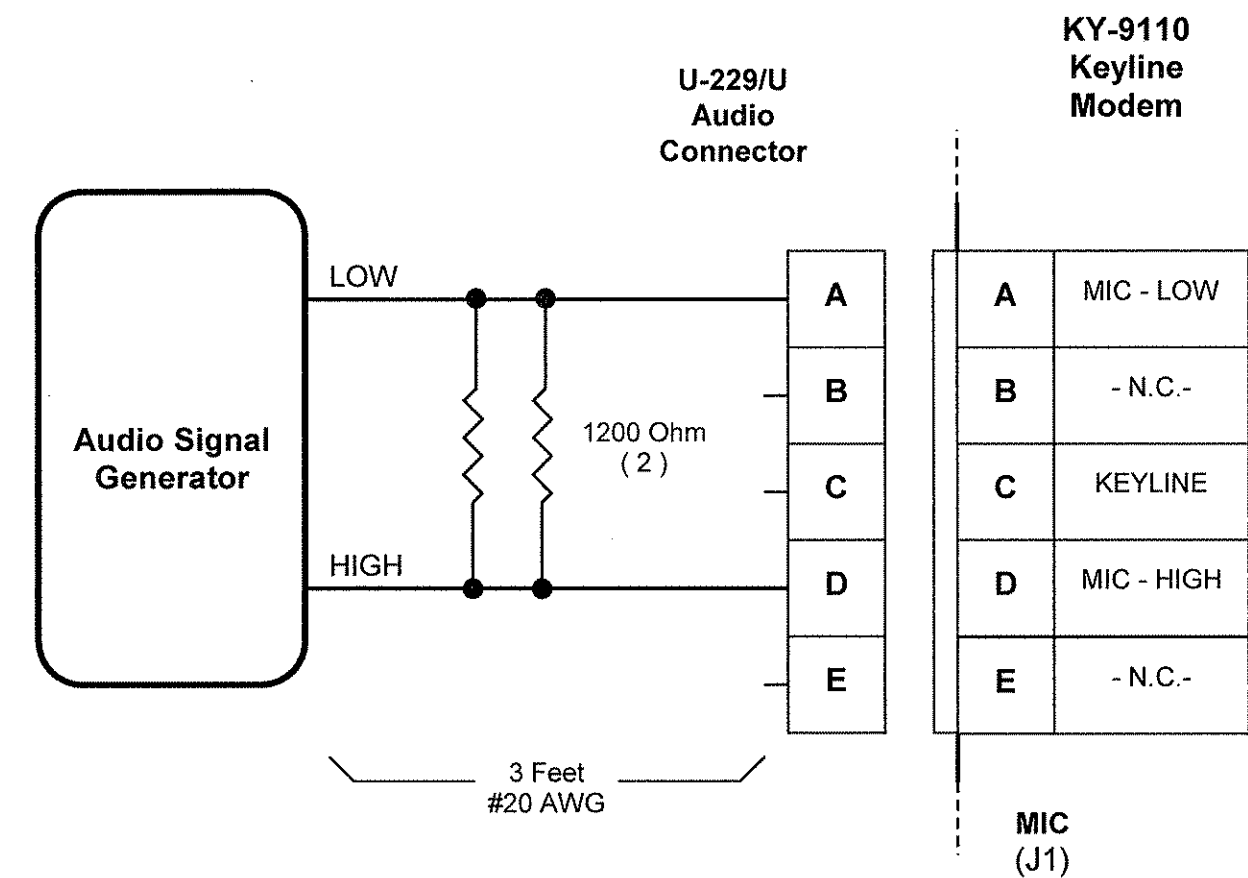 KY-9110
Keyline
Modem
U-229/U
Audio
Connector
Audio Signal
Generator
LOW
HIGH
1200 Ohm
( 2 )
A
B
C
D
E
A MIC - LOW
B - N.C.-
C KEYLINE
D MIC - HIGH
E - N.C.-
3 Feet
#20 AWG
MIC
(J1)